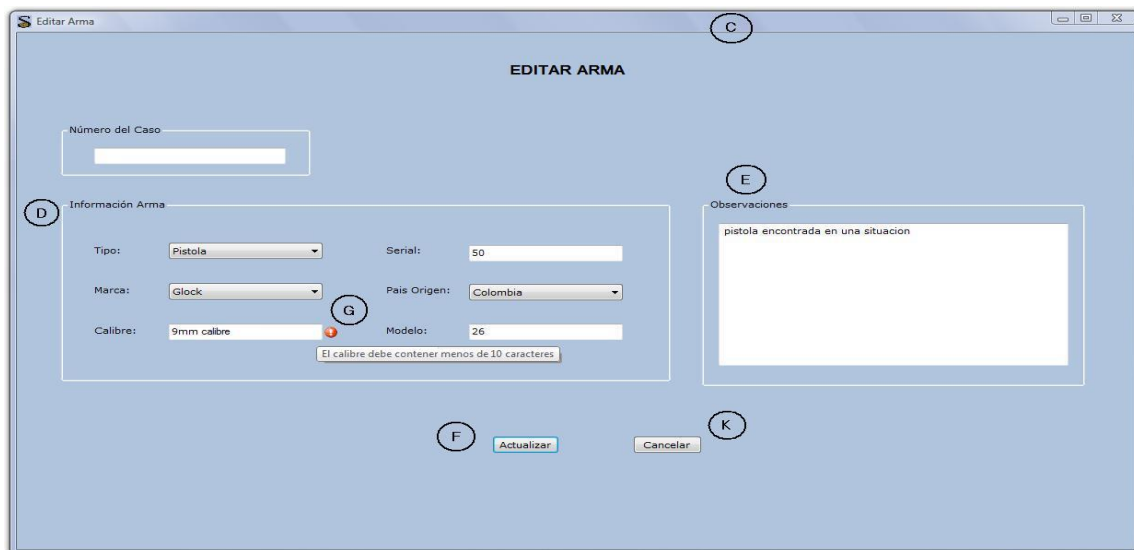 Editar Arma
C
EDITAR ARMA
Número del Caso
E
D
Información Arma
Observaciones
Tipo:
Pistola
Serial:
50
pistola encontrada en una situacion
Marca:
Glock
Pais Origen:
Colombia
G
Calibre:
9mm calibre
Modelo:
26
El calibre debe contener menos de 10 caracteres
F
Actualizar
Cancelar
K